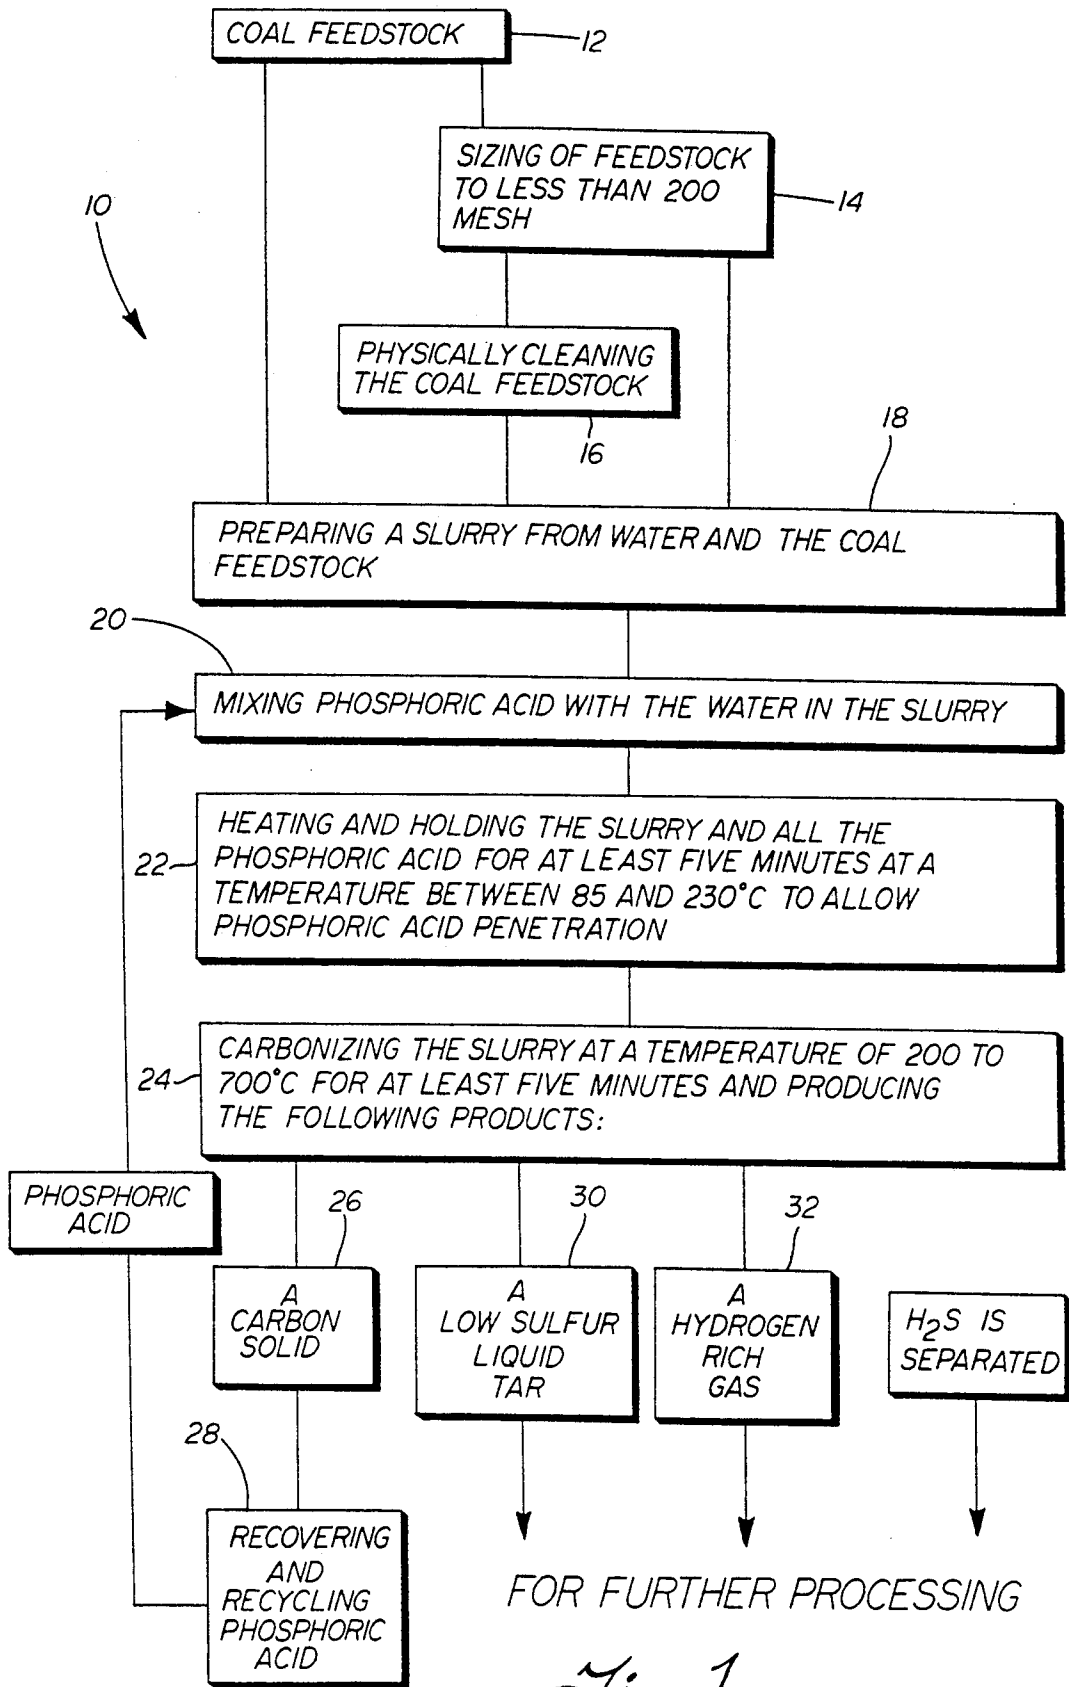 COAL FEEDSTOCK
12
SIZING OF FEEDSTOCK
TO LESS THAN 200
MESH
14
10
PHYSICALLY CLEANING
THE COAL FEEDSTOCK
16
18
PREPARING A SLURRY FROM WATER AND THE COAL
FEEDSTOCK
20
MIXING PHOSPHORIC ACID WITH THE WATER IN THE SLURRY
22
HEATING AND HOLDING THE SLURRY AND ALL THE
PHOSPHORIC ACID FOR AT LEAST FIVE MINUTES AT A
TEMPERATURE BETWEEN 85 AND 230°C TO ALLOW
PHOSPHORIC ACID PENETRATION
24
CARBONIZING THE SLURRY AT A TEMPERATURE OF 200 TO
700°C FOR AT LEAST FIVE MINUTES AND PRODUCING
THE FOLLOWING PRODUCTS:
PHOSPHORIC
ACID
26
A
CARBON
SOLID
30
A
LOW SULFUR
LIQUID
TAR
32
A
HYDROGEN
RICH
GAS
H2S IS
SEPARATED
28
RECOVERING
AND
RECYCLING
PHOSPHORIC
ACID
FOR FURTHER PROCESSING
Fig. 1